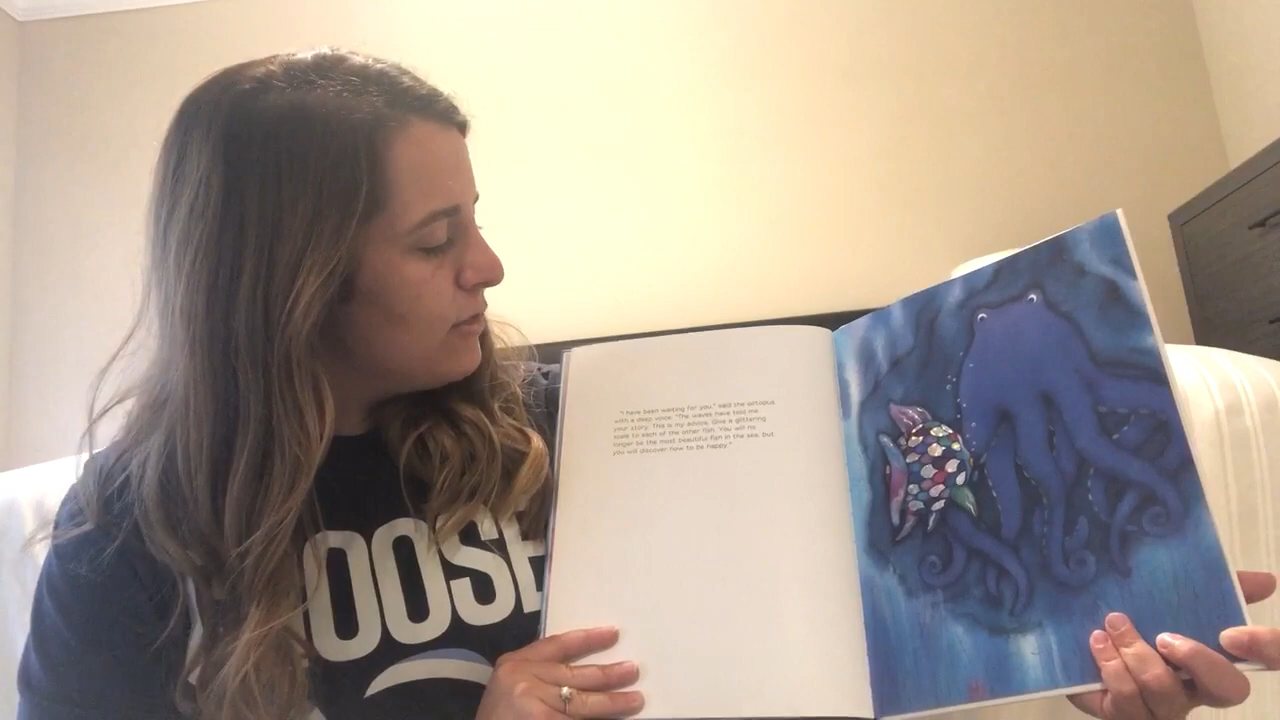 OOSE
"I have been waiting for you," said the octopus
with a deep voice. "The waves have told me
your story. This is my advice. Give a glittering
scale to each of the other fish. You will no
longer be the most beautiful fish in the sea, but
you will discover how to be happy."